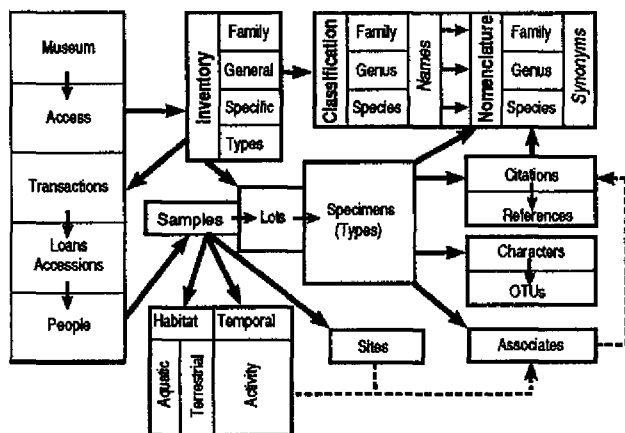 Museum
Access
Transactions
Loans
Accessions
People
Inventory
Family
General
Specific
Types
Classification
Family
Genus
Species
Names
Nomenclature
Family
Genus
Species
Synonyms
Samples
Lots
Specimens
(Types)
Citations
References
Characters
OTUs
Associates
Sites
Habitat
Temporal
Aquatic
Terrestrial
Activity